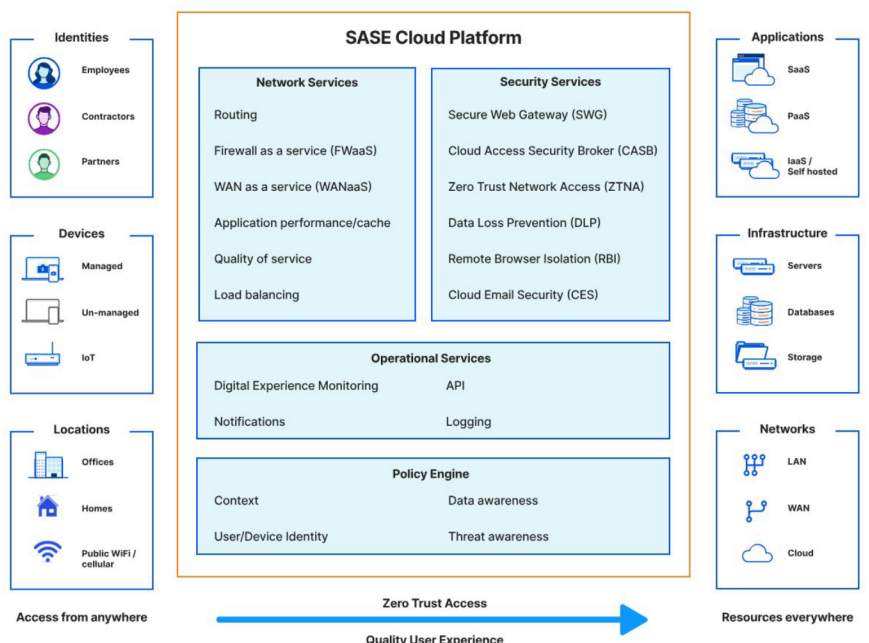 Identities
Employees
Contractors
Partners
Devices
Managed
Un-managed
IoT
Locations
Offices
Homes
Public WiFi /
cellular
Access from anywhere
SASE Cloud Platform
Network Services
Routing
Firewall as a service (FWaaS)
WAN as a service (WANaaS)
Application performance/cache
Quality of service
Load balancing
Security Services
Secure Web Gateway (SWG)
Cloud Access Security Broker (CASB)
Zero Trust Network Access (ZTNA)
Data Loss Prevention (DLP)
Remote Browser Isolation (RBI)
Cloud Email Security (CES)
Operational Services
Digital Experience Monitoring
API
Notifications
Logging
Policy Engine
Context
Data awareness
User/Device Identity
Threat awareness
Zero Trust Access
Quality User Experience
Applications
SaaS
PaaS
IaaS /
Self hosted
Infrastructure
Servers
Databases
Storage
Networks
LAN
WAN
Cloud
Resources everywhere